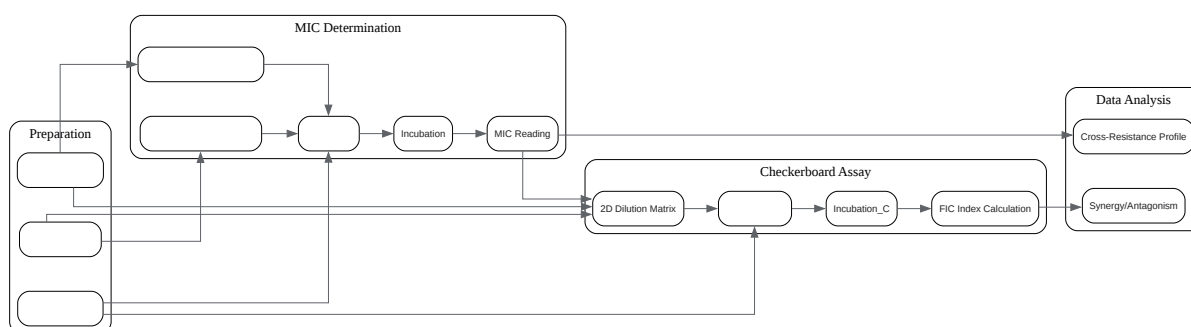 MIC Determination
Incubation
MIC Reading
Preparation
Data Analysis
Cross-Resistance Profile
Synergy/Antagonism
Checkerboard Assay
2D Dilution Matrix
Incubation_C
FIC Index Calculation